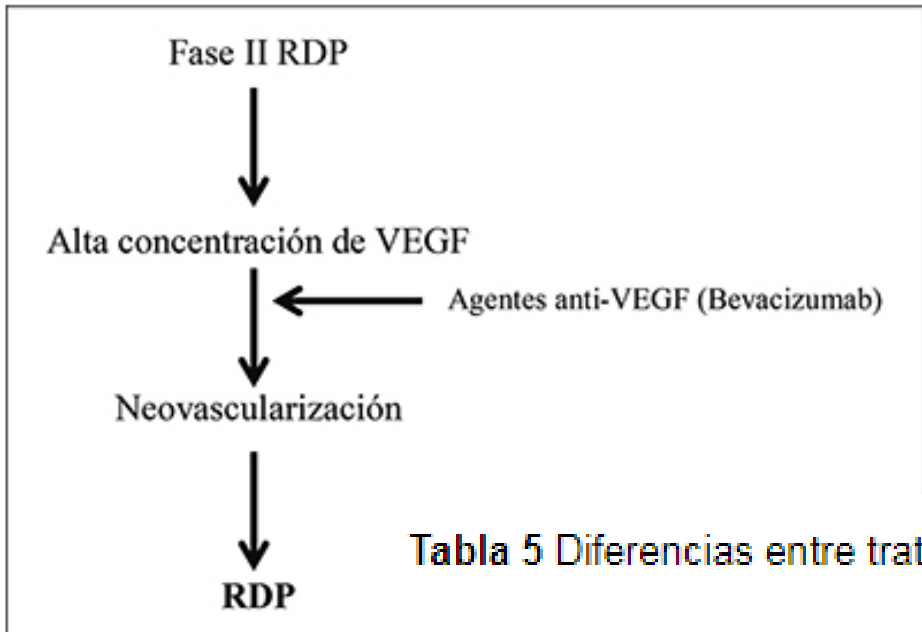 Fase II RDP
Alta concentración de VEGF
Agentes anti-VEGF (Bevacizumab)
Neovascularización
Tabla 5 Diferencias entre trat
RDP